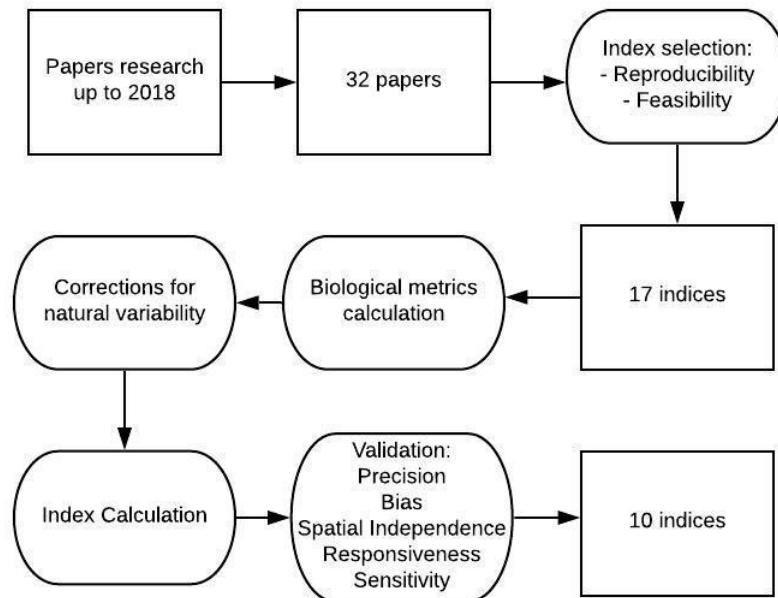 Papers research
up to 2018
32 papers
Index selection:
- Reproducibility
- Feasibility
17 indices
Biological metrics
calculation
Corrections for
natural variability
Index Calculation
Validation:
Precision
Bias
Spatial Independence
Responsiveness
Sensitivity
10 indices